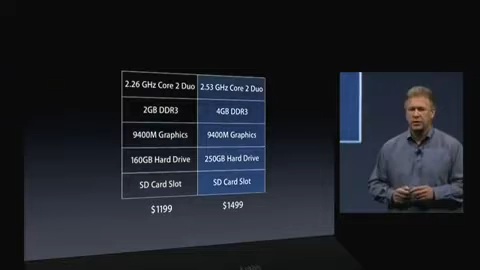 2.26 GHz Core 2 Duo 2.53 GHz Core 2 Duo
2GB DDR3 4GB DDR3
9400M Graphics 9400M Graphics
160GB Hard Drive 250GB Hard Drive
SD Card Slot SD Card Slot
$1199 $1499